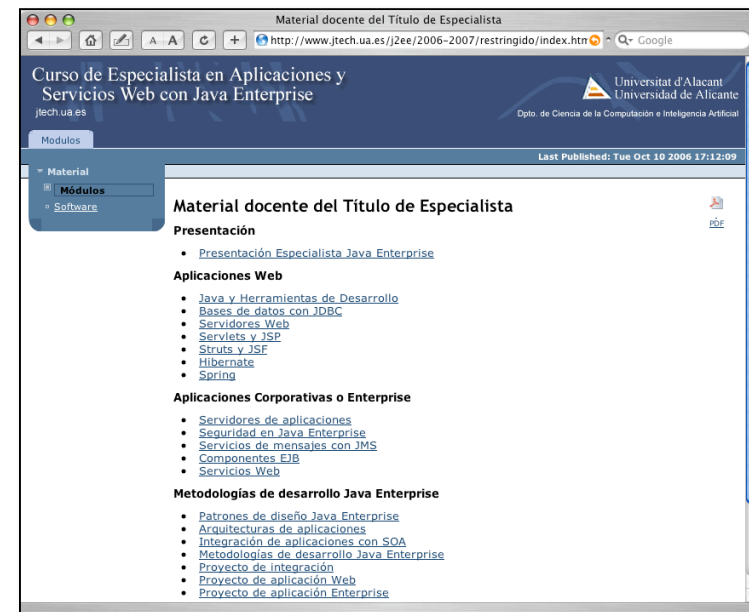 Material docente del Título de Especialista
A A
http://www.jtech.ua.es/j2ee/2006-2007/restringido/index.htm
Google
Curso de Especialista en Aplicaciones y
Servicios Web con Java Enterprise
jtech.ua.es
Universitat d'Alacant
Universidad de Alicante
Dpto. de Ciencia de la Computación e Inteligencia Artificial
Modulos
Last Published: Tue Oct 10 2006 17:12:09
Material
Módulos
Software
Material docente del Título de Especialista
PDF
Presentación
Presentación Especialista Java Enterprise
Aplicaciones Web
Java y Herramientas de Desarrollo
Bases de datos con JDBC
Servidores Web
Servlets y JSP
Struts y JSF
Hibernate
Spring
Aplicaciones Corporativas o Enterprise
Servidores de aplicaciones
Seguridad en Java Enterprise
Servicios de mensajes con JMS
Componentes EJB
Servicios Web
Metodologías de desarrollo Java Enterprise
Patrones de diseño Java Enterprise
Arquitecturas de aplicaciones
Integración de aplicaciones con SOA
Metodologías de desarrollo Java Enterprise
Proyecto de integración
Proyecto de aplicación Web
Proyecto de aplicación Enterprise